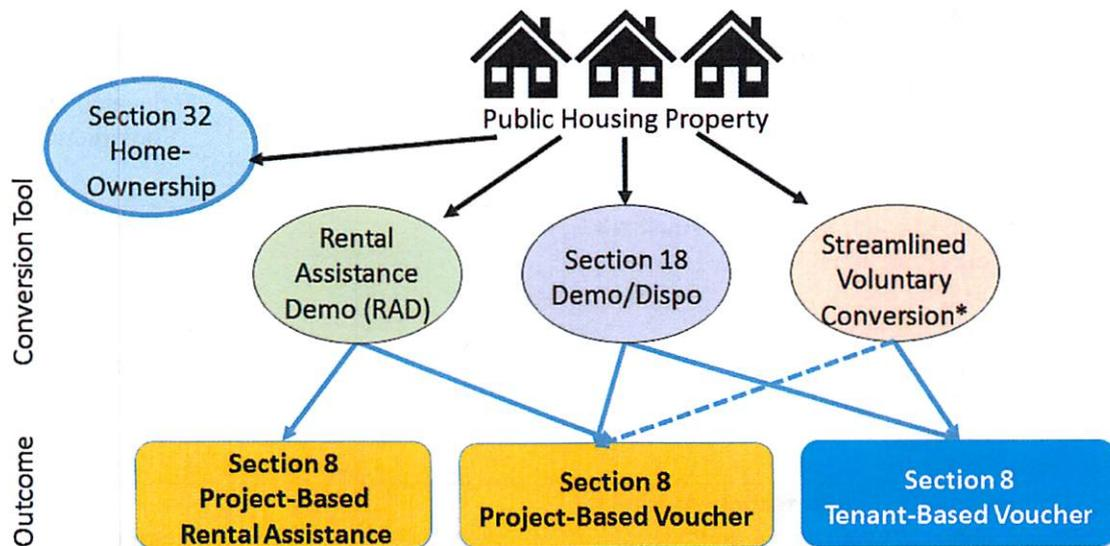 Public Housing Property
Section 32
Home-
Ownership
Conversion Tool
Rental
Assistance
Demo (RAD)
Section 18
Demo/Dispo
Streamlined
Voluntary
Conversion*
Outcome
Section 8
Project-Based
Rental Assistance
Section 8
Project-Based Voucher
Section 8
Tenant-Based Voucher